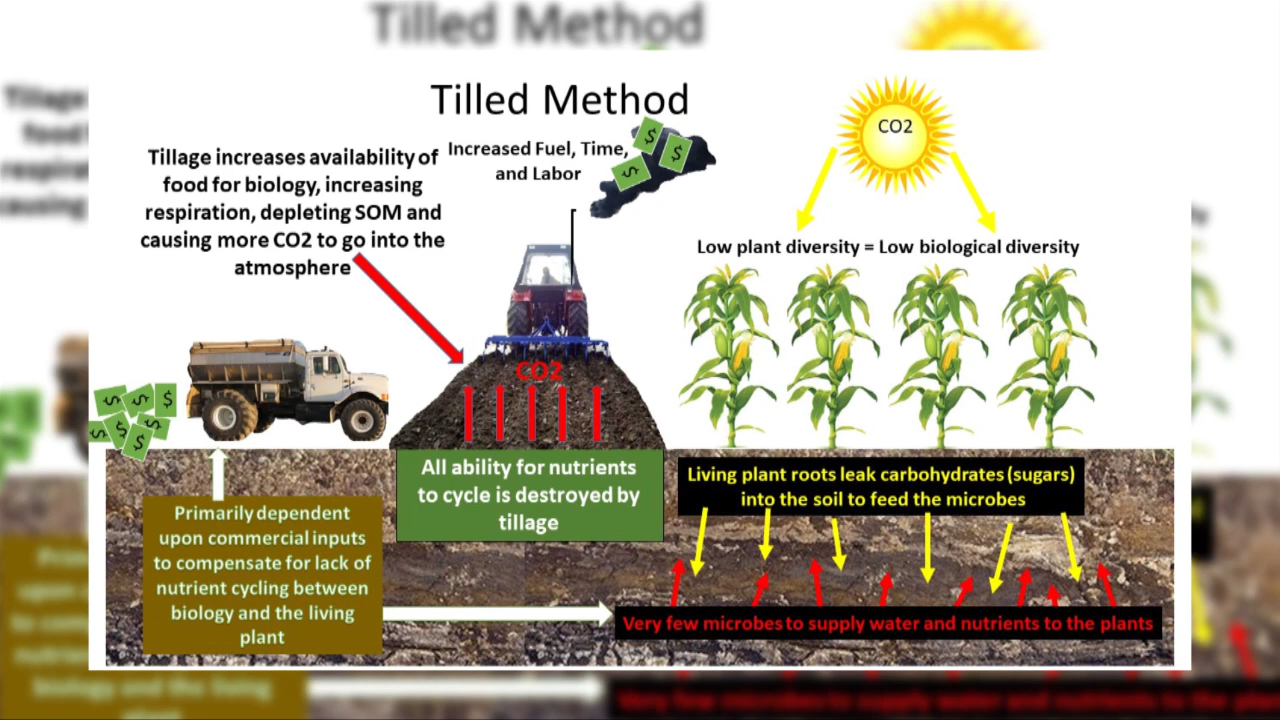 Tilled Method
Tillage increases availability of
food for biology, increasing
respiration, depleting SOM and
causing more CO2 to go into the
atmosphere
Increased Fuel, Time,
and Labor
$ $ $
CO2
Low plant diversity = Low biological diversity
CO2
$ $ $ $ $ $ $
All ability for nutrients
to cycle is destroyed by
tillage
Living plant roots leak carbohydrates (sugars)
into the soil to feed the microbes
Primarily dependent
upon commercial inputs
to compensate for lack of
nutrient cycling between
biology and the living
plant
Very few microbes to supply water and nutrients to the plants